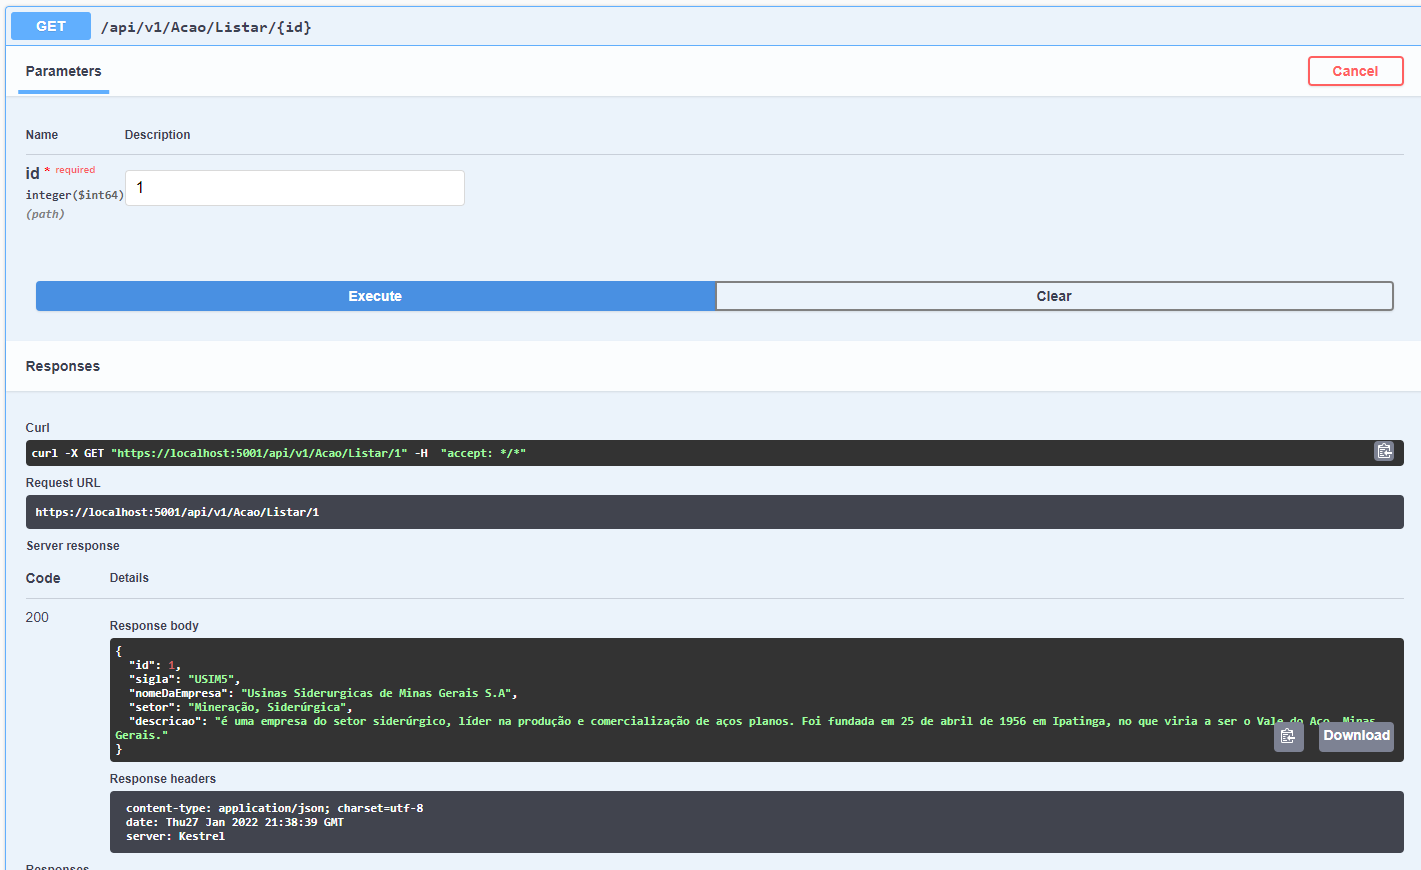 GET /api/v1/Acao/Listar/{id}
Parameters
Cancel
Name Description
id * required
integer($int64)
(path)
1
Execute
Clear
Responses
Curl
curl -X GET "https://localhost:5001/api/v1/Acao/Listar/1" -H  "accept: */*"
Request URL
https://localhost:5001/api/v1/Acao/Listar/1
Server response
Code Details
200
Response body
{
  "id": 1,
  "sigla": "USIM5",
  "nomeDaEmpresa": "Usinas Siderurgicas de Minas Gerais S.A",
  "setor": "Mineração, Siderúrgica",
  "descricao": "é uma empresa do setor siderúrgico, líder na produção e comercialização de aços planos. Foi fundada em 25 de abril de 1956 em Ipatinga, no que viria a ser o Vale do Aço, Minas
Gerais."
}
Download
Response headers
content-type: application/json; charset=utf-8
date: Thu27 Jan 2022 21:38:39 GMT
server: Kestrel
Responses